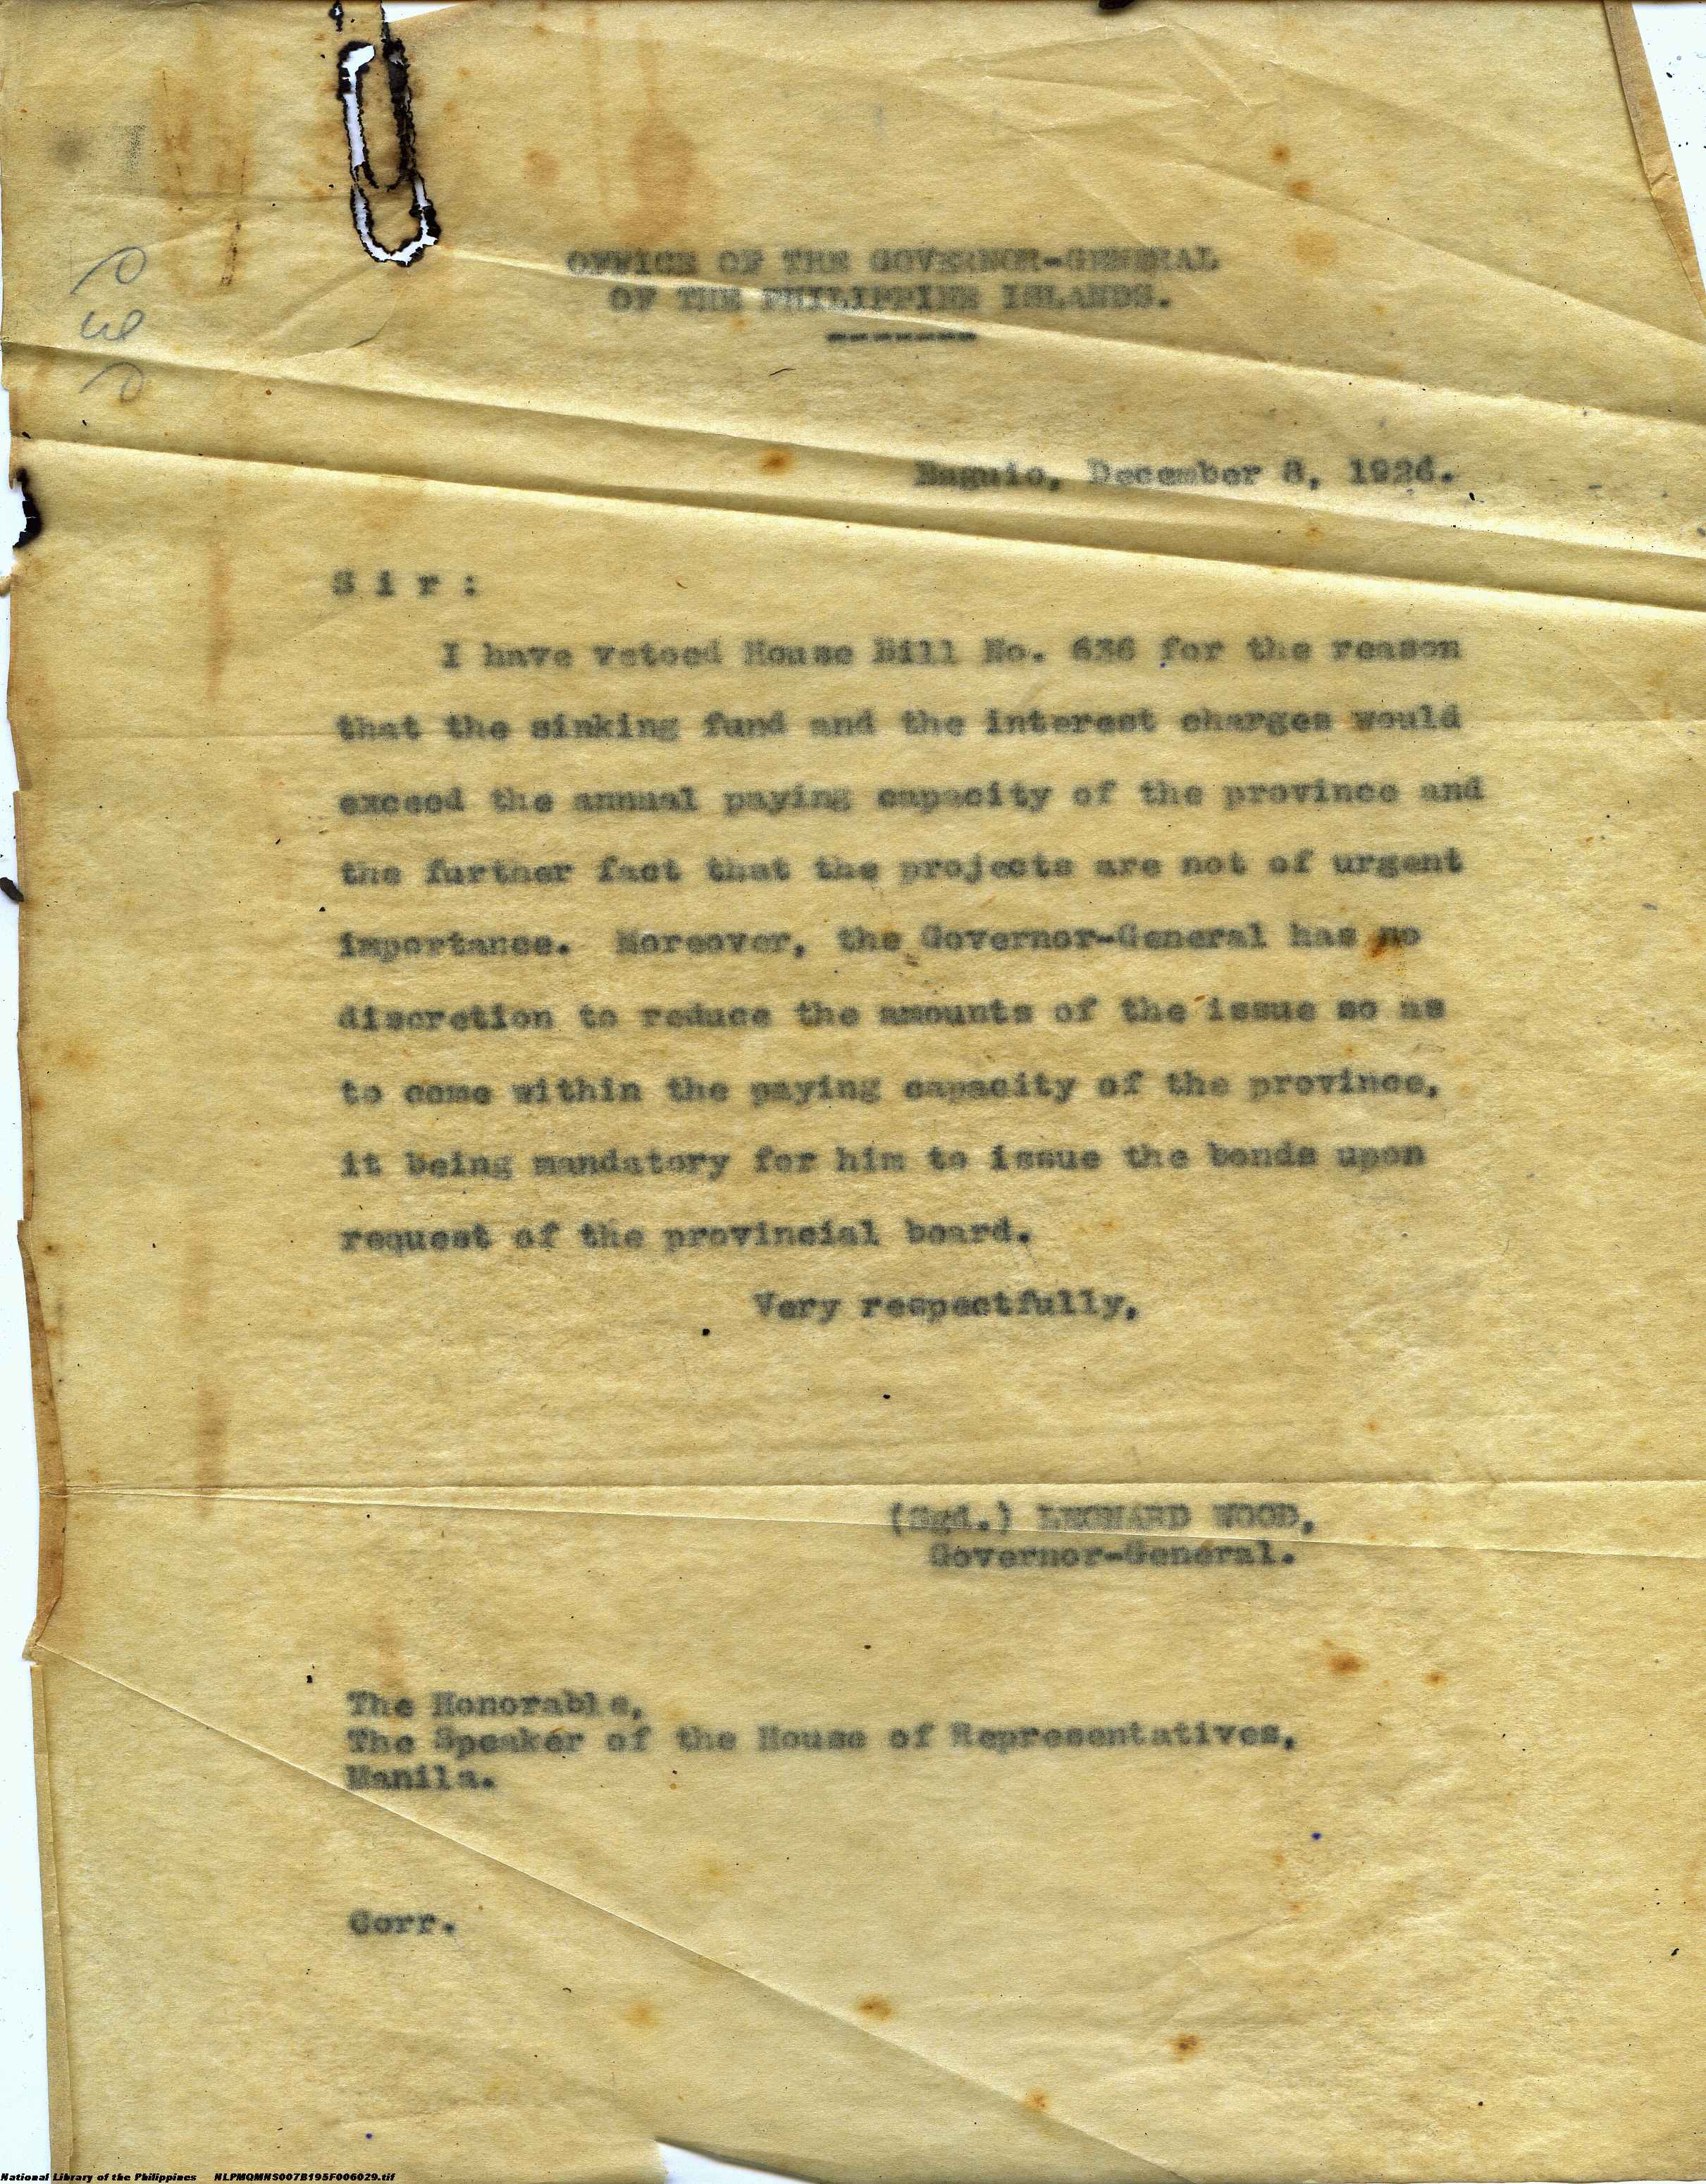 OFFICE OF THE GOVERNOR-GENERAL
OF THE PHILIPPINE ISLANDS.
-------
Baguio, December 8, 1926.
S i r :
I have vetoed House Bill No. 636 for the reason
that the sinking fund and the interest charges would
exceed the annual paying capacity of the province and
the further fact that the projects are not of urgent
importance. Moreover, the Governor-General has no
discretion to reduce the amounts of the issue so as
to come within the paying capacity of the province,
it being mandatory for him to issue the bonds upon
request of the provincial board.
Very respectfully,
(Sgd.) LEONARD WOOD,
Governor-General.
The Honorable,
The Speaker of the House of Representatives,
Manila.
Corr.
National Library of the Philippines NLPMQMNS007B195F006029.tif